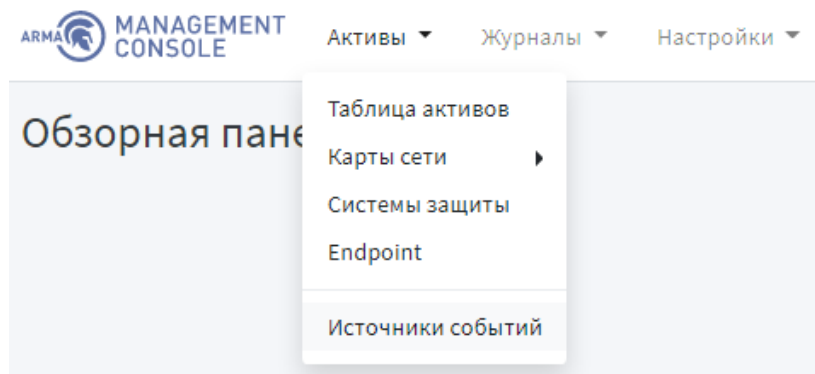 ARMA MANAGEMENT CONSOLE
Активы Журналы Настройки
Обзорная пане
Таблица активов
Карты сети
Системы защиты
Endpoint
Источники событий